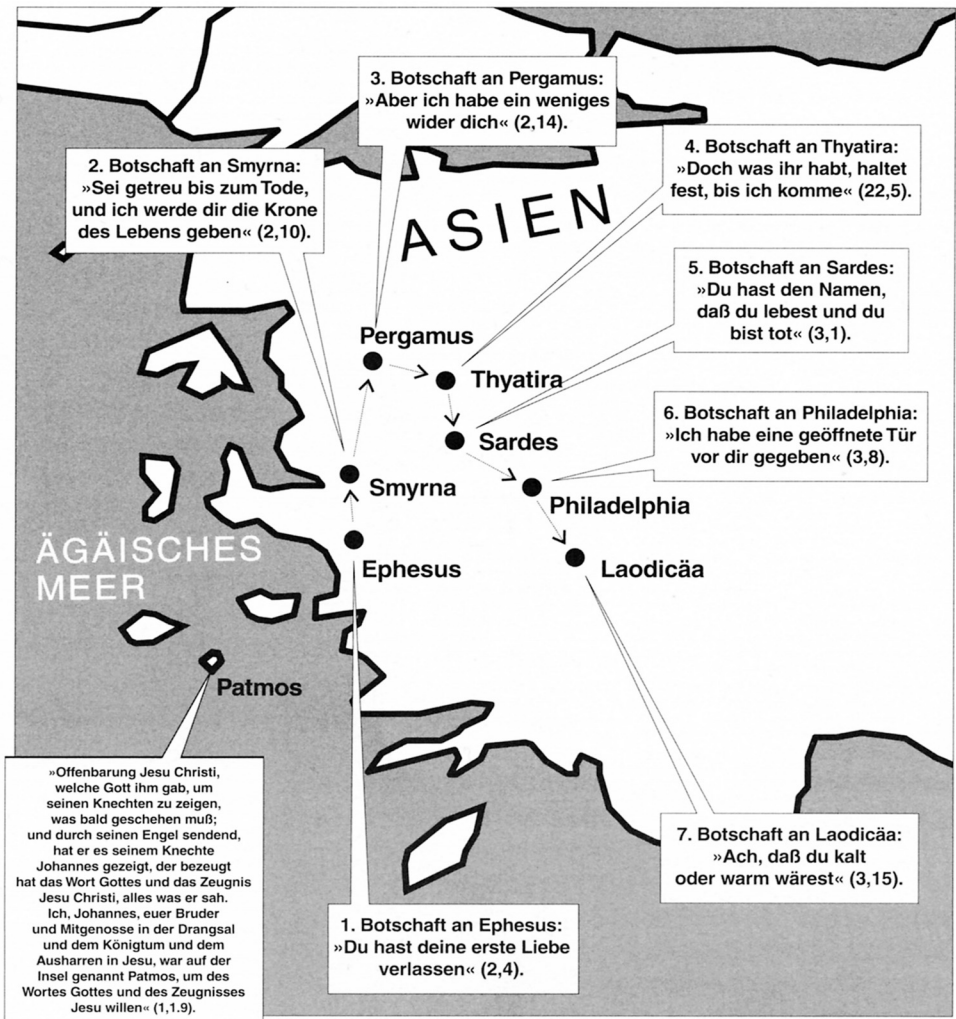 3. Botschaft an Pergamus:
»Aber ich habe ein weniges
wider dich« (2,14).
2. Botschaft an Smyrna:
»Sei getreu bis zum Tode,
und ich werde dir die Krone
des Lebens geben« (2,10).
4. Botschaft an Thyatira:
»Doch was ihr habt, haltet
fest, bis ich komme« (22,5).
ASIEN
5. Botschaft an Sardes:
»Du hast den Namen,
daß du lebest und du
bist tot« (3,1).
Pergamus
Thyatira
Sardes
6. Botschaft an Philadelphia:
»Ich habe eine geöffnete Tür
vor dir gegeben« (3,8).
Smyrna
Philadelphia
ÄGÄISCHES
MEER
Ephesus
Laodicäa
Patmos
»Offenbarung Jesu Christi,
welche Gott ihm gab, um
seinen Knechten zu zeigen,
was bald geschehen muß;
und durch seinen Engel sendend,
hat er es seinem Knechte
Johannes gezeigt, der bezeugt
hat das Wort Gottes und das Zeugnis
Jesu Christi, alles was er sah.
Ich, Johannes, euer Bruder
und Mitgenosse in der Drangsal
und dem Königtum und dem
Ausharren in Jesu, war auf der
Insel genannt Patmos, um des
Wortes Gottes und des Zeugnisses
Jesu willen« (1,1.9).
7. Botschaft an Laodicäa:
»Ach, daß du kalt
oder warm wärest« (3,15).
1. Botschaft an Ephesus:
»Du hast deine erste Liebe
verlassen« (2,4).